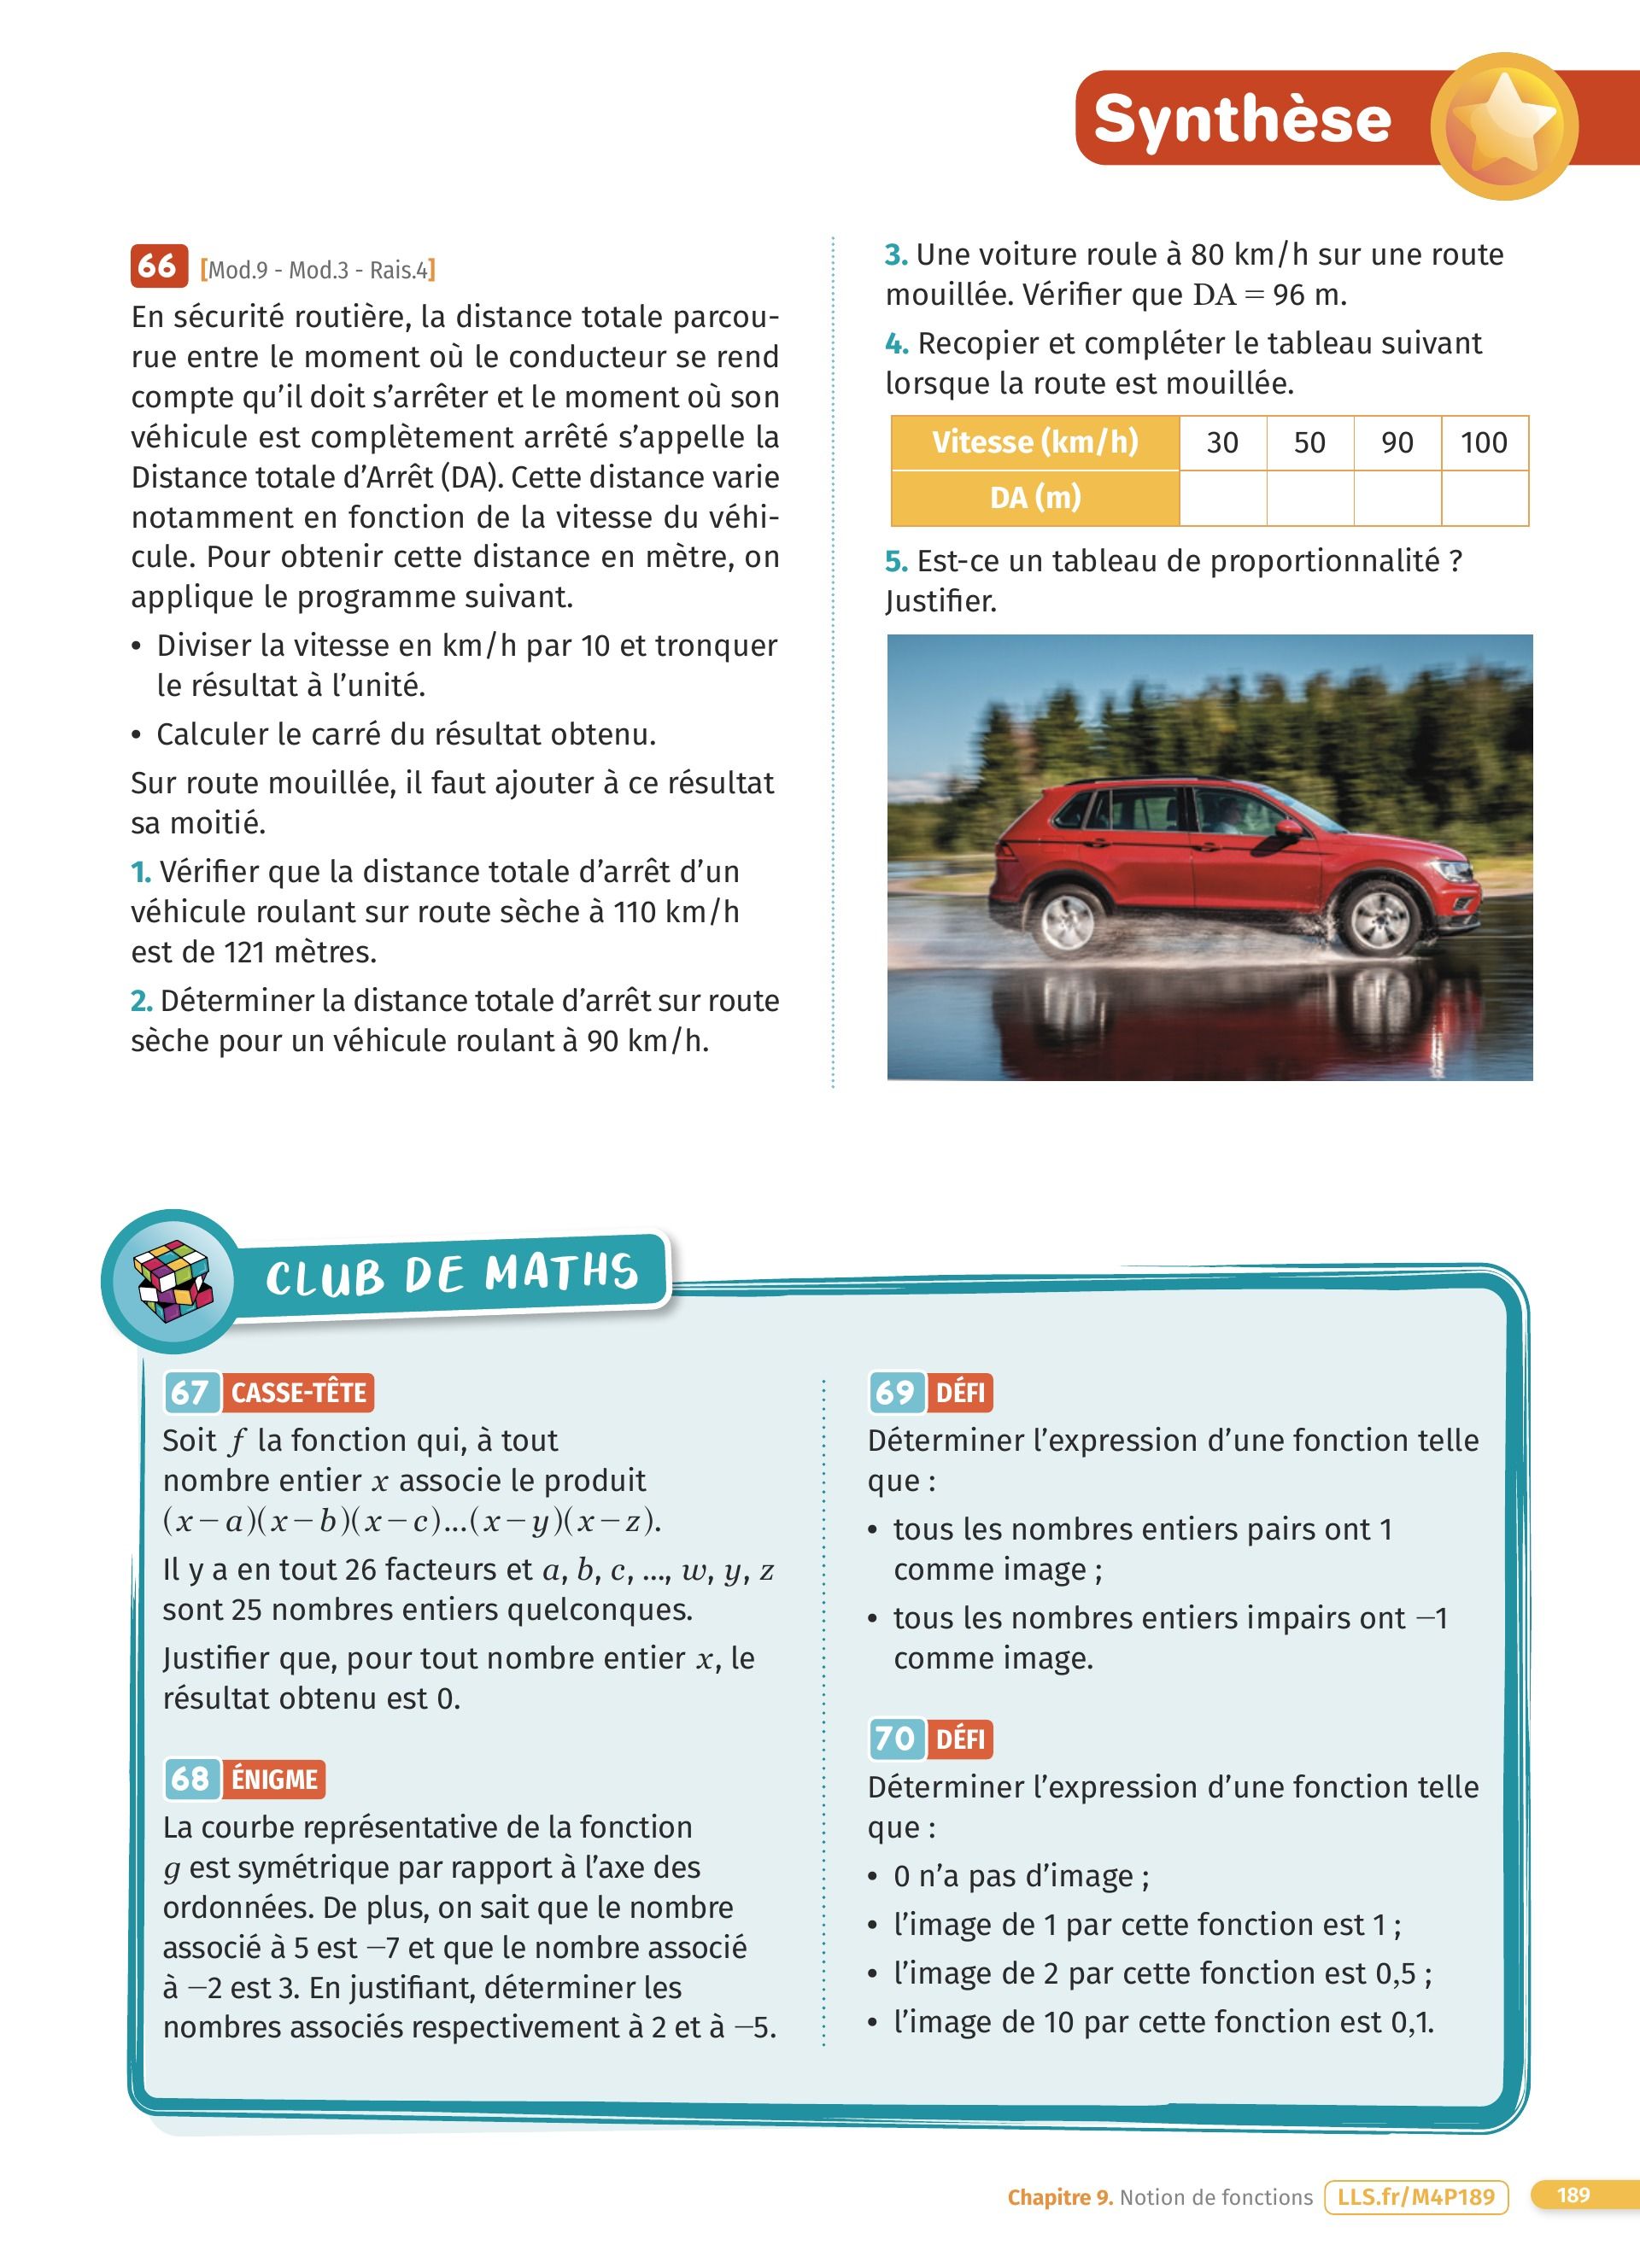 Synthèse
66 [Mod.9 - Mod.3 - Rais.4]
En sécurité routière, la distance totale parcou-
rue entre le moment où le conducteur se rend
compte qu’il doit s’arrêter et le moment où son
véhicule est complètement arrêté s’appelle la
Distance totale d’Arrêt (DA). Cette distance varie
notamment en fonction de la vitesse du véhi-
cule. Pour obtenir cette distance en mètre, on
applique le programme suivant.
• Diviser la vitesse en km/h par 10 et tronquer
le résultat à l’unité.
• Calculer le carré du résultat obtenu.
Sur route mouillée, il faut ajouter à ce résultat
sa moitié.
1. Vérifier que la distance totale d’arrêt d’un
véhicule roulant sur route sèche à 110 km/h
est de 121 mètres.
2. Déterminer la distance totale d’arrêt sur route
sèche pour un véhicule roulant à 90 km/h.
3. Une voiture roule à 80 km/h sur une route
mouillée. Vérifier que DA = 96 m.
4. Recopier et compléter le tableau suivant
lorsque la route est mouillée.
Vitesse (km/h) 30 50 90 100
DA (m)
5. Est-ce un tableau de proportionnalité ?
Justifier.
CLUB DE MATHS
67 CASSE-TÊTE
Soit f la fonction qui, à tout
nombre entier x associe le produit
(x−a)(x−b)(x−c)...(x−y)(x−z).
Il y a en tout 26 facteurs et a, b, c, ..., w, y, z
sont 25 nombres entiers quelconques.
Justifier que, pour tout nombre entier x, le
résultat obtenu est 0.
68 ÉNIGME
La courbe représentative de la fonction
g est symétrique par rapport à l’axe des
ordonnées. De plus, on sait que le nombre
associé à 5 est −7 et que le nombre associé
à −2 est 3. En justifiant, déterminer les
nombres associés respectivement à 2 et à −5.
69 DÉFI
Déterminer l’expression d’une fonction telle
que :
• tous les nombres entiers pairs ont 1
comme image ;
• tous les nombres entiers impairs ont −1
comme image.
70 DÉFI
Déterminer l’expression d’une fonction telle
que :
• 0 n’a pas d’image ;
• l’image de 1 par cette fonction est 1 ;
• l’image de 2 par cette fonction est 0,5 ;
• l’image de 10 par cette fonction est 0,1.
Chapitre 9. Notion de fonctions LLS.fr/M4P189 189